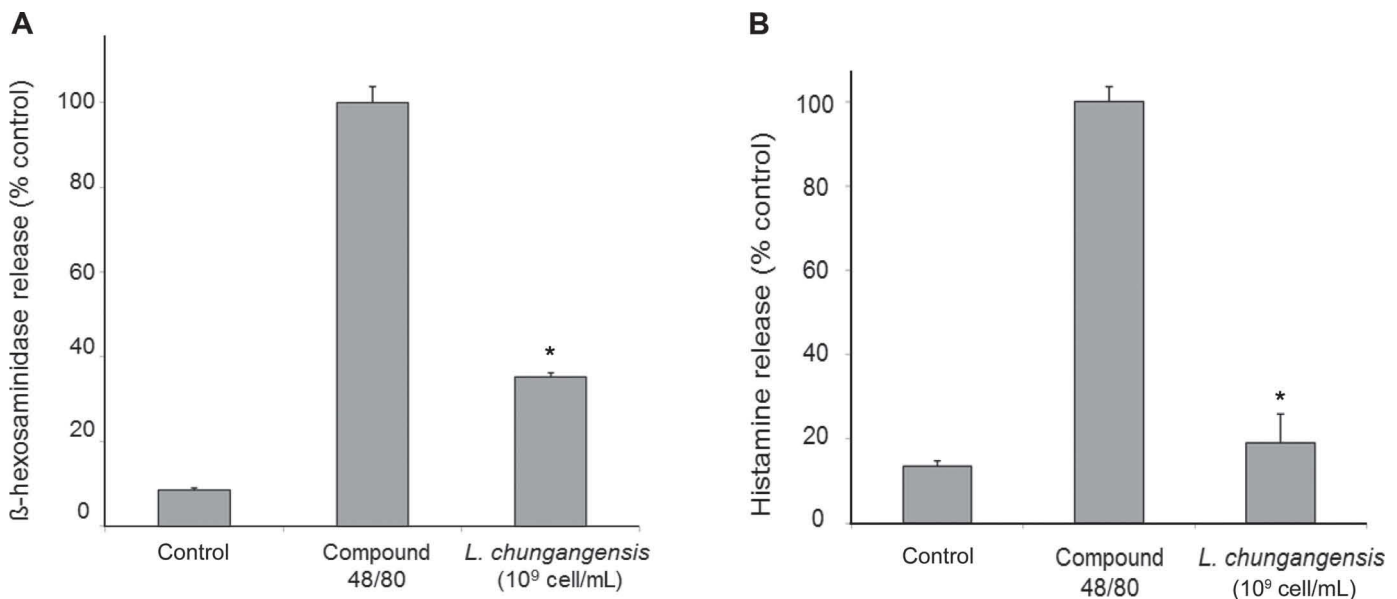 A
ß-hexosaminidase release (% control)
100
80
60
40
20
0
*
Control
Compound
48/80
L. chungangensis
(10⁹ cell/mL)
B
Histamine release (% control)
100
80
60
40
20
0
*
Control
Compound
48/80
L. chungangensis
(10⁹ cell/mL)